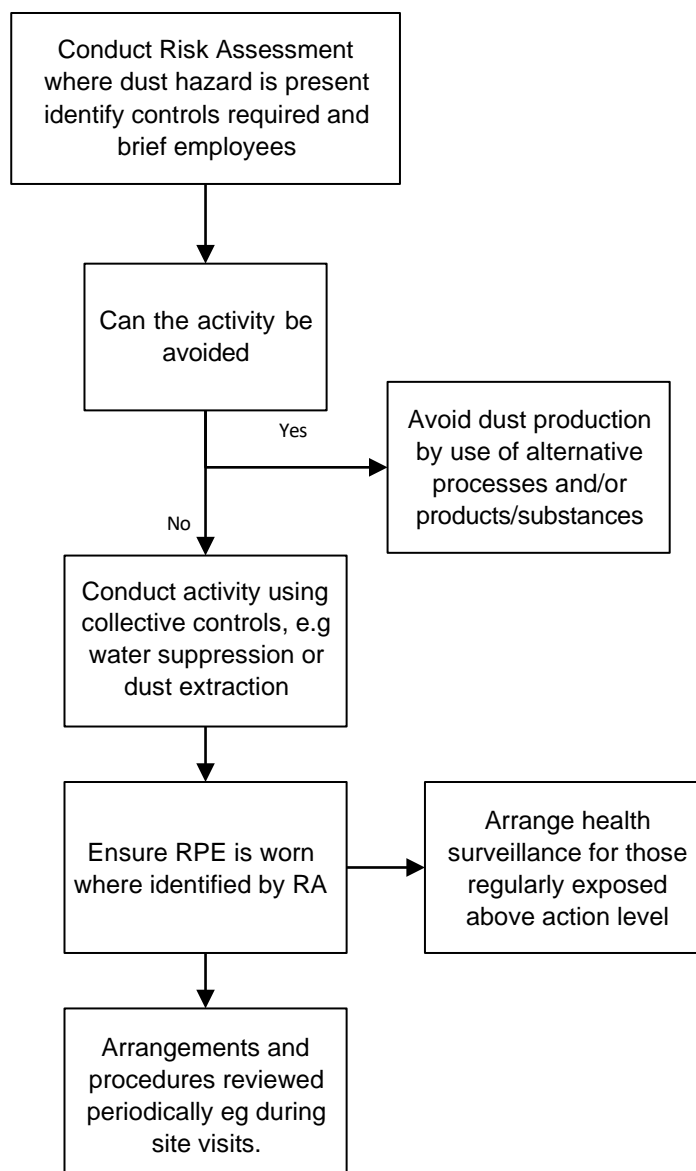 Conduct Risk Assessment
where dust hazard is present
identify controls required and
brief employees
Can the activity be
avoided
Yes
Avoid dust production
by use of alternative
processes and/or
products/substances
No
Conduct activity using
collective controls, e.g
water suppression or
dust extraction
Ensure RPE is worn
where identified by RA
Arrange health
surveillance for those
regularly exposed
above action level
Arrangements and
procedures reviewed
periodically eg during
site visits.